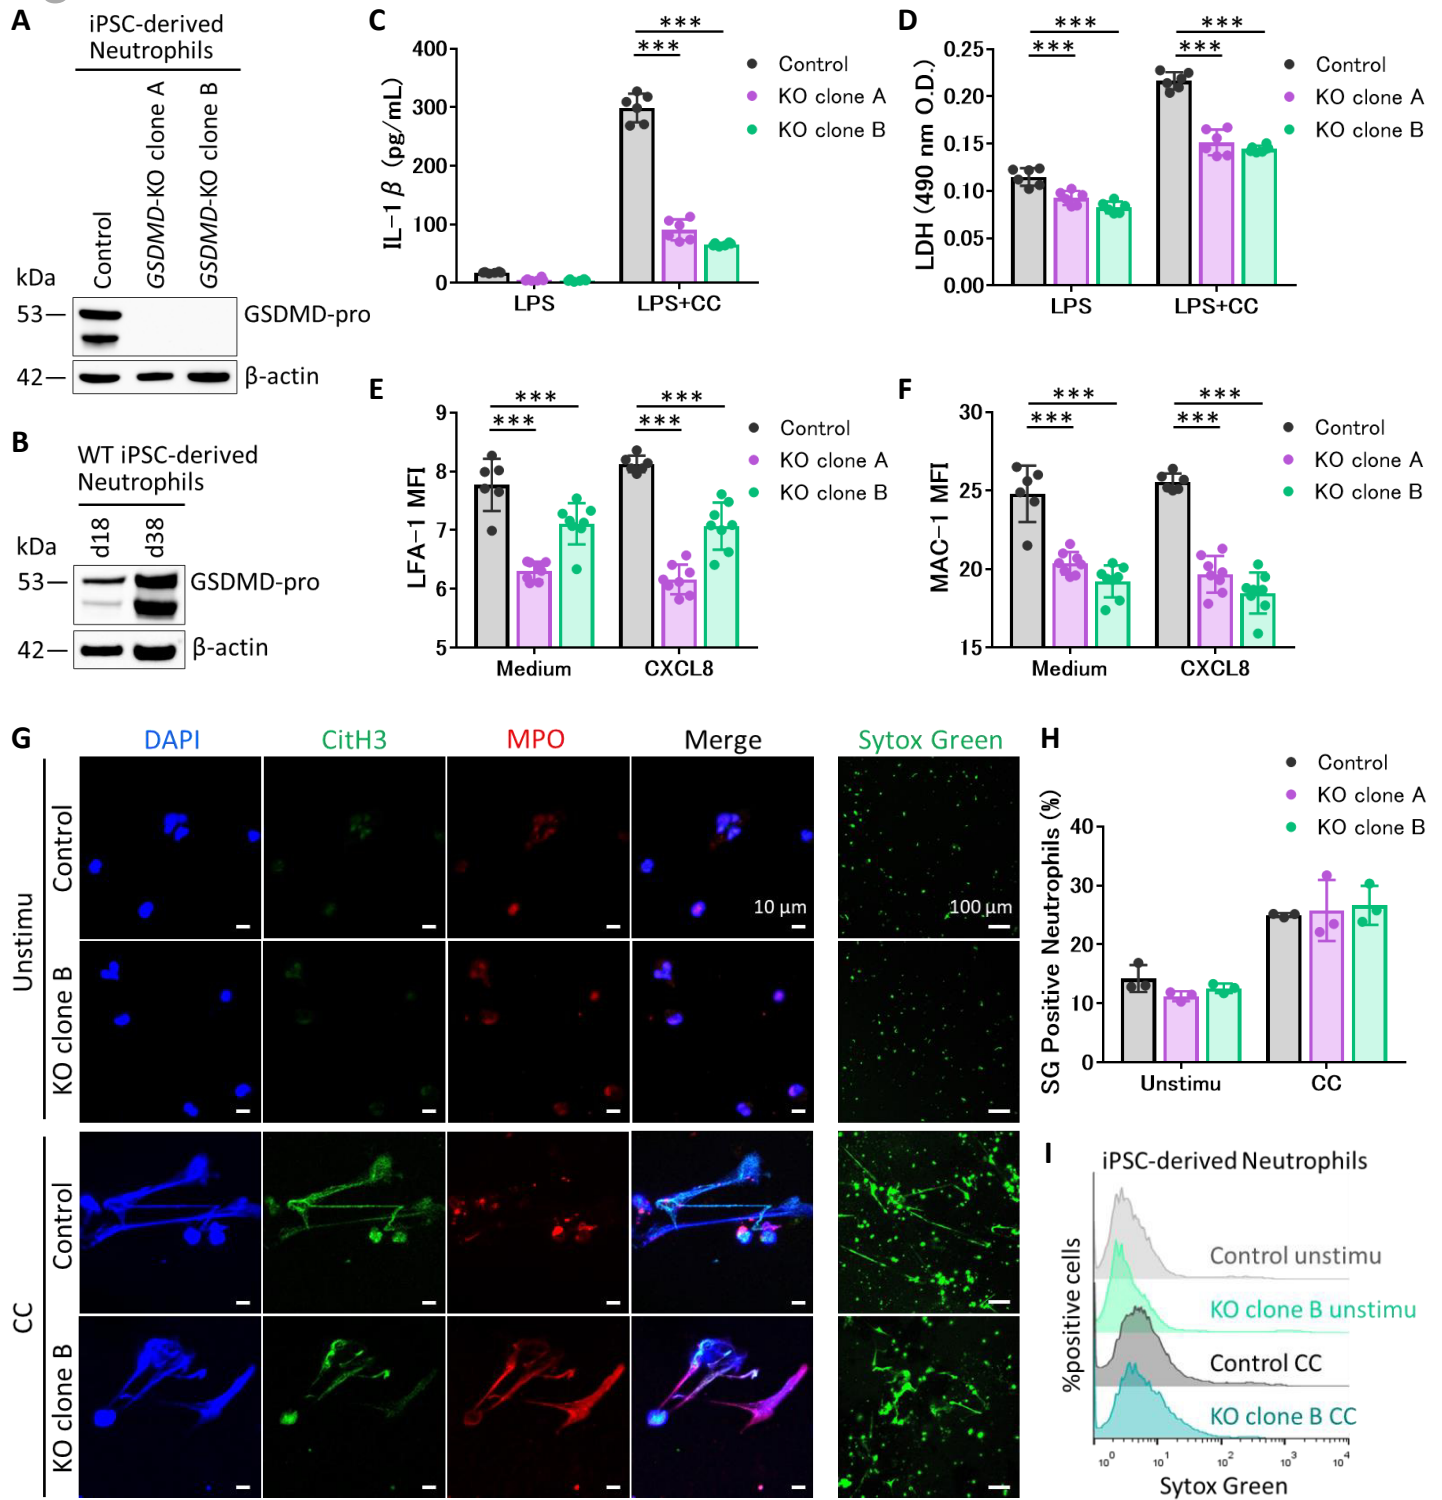 A
iPSC-derived
Neutrophils
Control
GSDMD-KO clone A
GSDMD-KO clone B
kDa
53
GSDMD-pro
42
β-actin
B
WT iPSC-derived
Neutrophils
d18
d38
kDa
53
GSDMD-pro
42
β-actin
C
IL-1β (pg/mL)
400
300
200
100
0
***
***
LPS
LPS+CC
Control
KO clone A
KO clone B
D
LDH (490 nm O.D.)
0.25
0.20
0.15
0.10
0.05
0.00
***
***
***
***
LPS
LPS+CC
Control
KO clone A
KO clone B
E
LFA-1 MFI
9
8
7
6
5
***
***
***
***
Medium
CXCL8
Control
KO clone A
KO clone B
F
MAC-1 MFI
30
25
20
15
***
***
***
***
Medium
CXCL8
Control
KO clone A
KO clone B
G
DAPI
CitH3
MPO
Merge
Sytox Green
Unstimu
Control
10 µm
100 µm
KO clone B
CC
Control
KO clone B
H
Control
KO clone A
KO clone B
SG Positive Neutrophils (%)
40
30
20
10
0
Unstimu
CC
I
iPSC-derived Neutrophils
%positive cells
Control unstimu
KO clone B unstimu
Control CC
KO clone B CC
10⁰
10¹
10²
10³
10⁴
Sytox Green